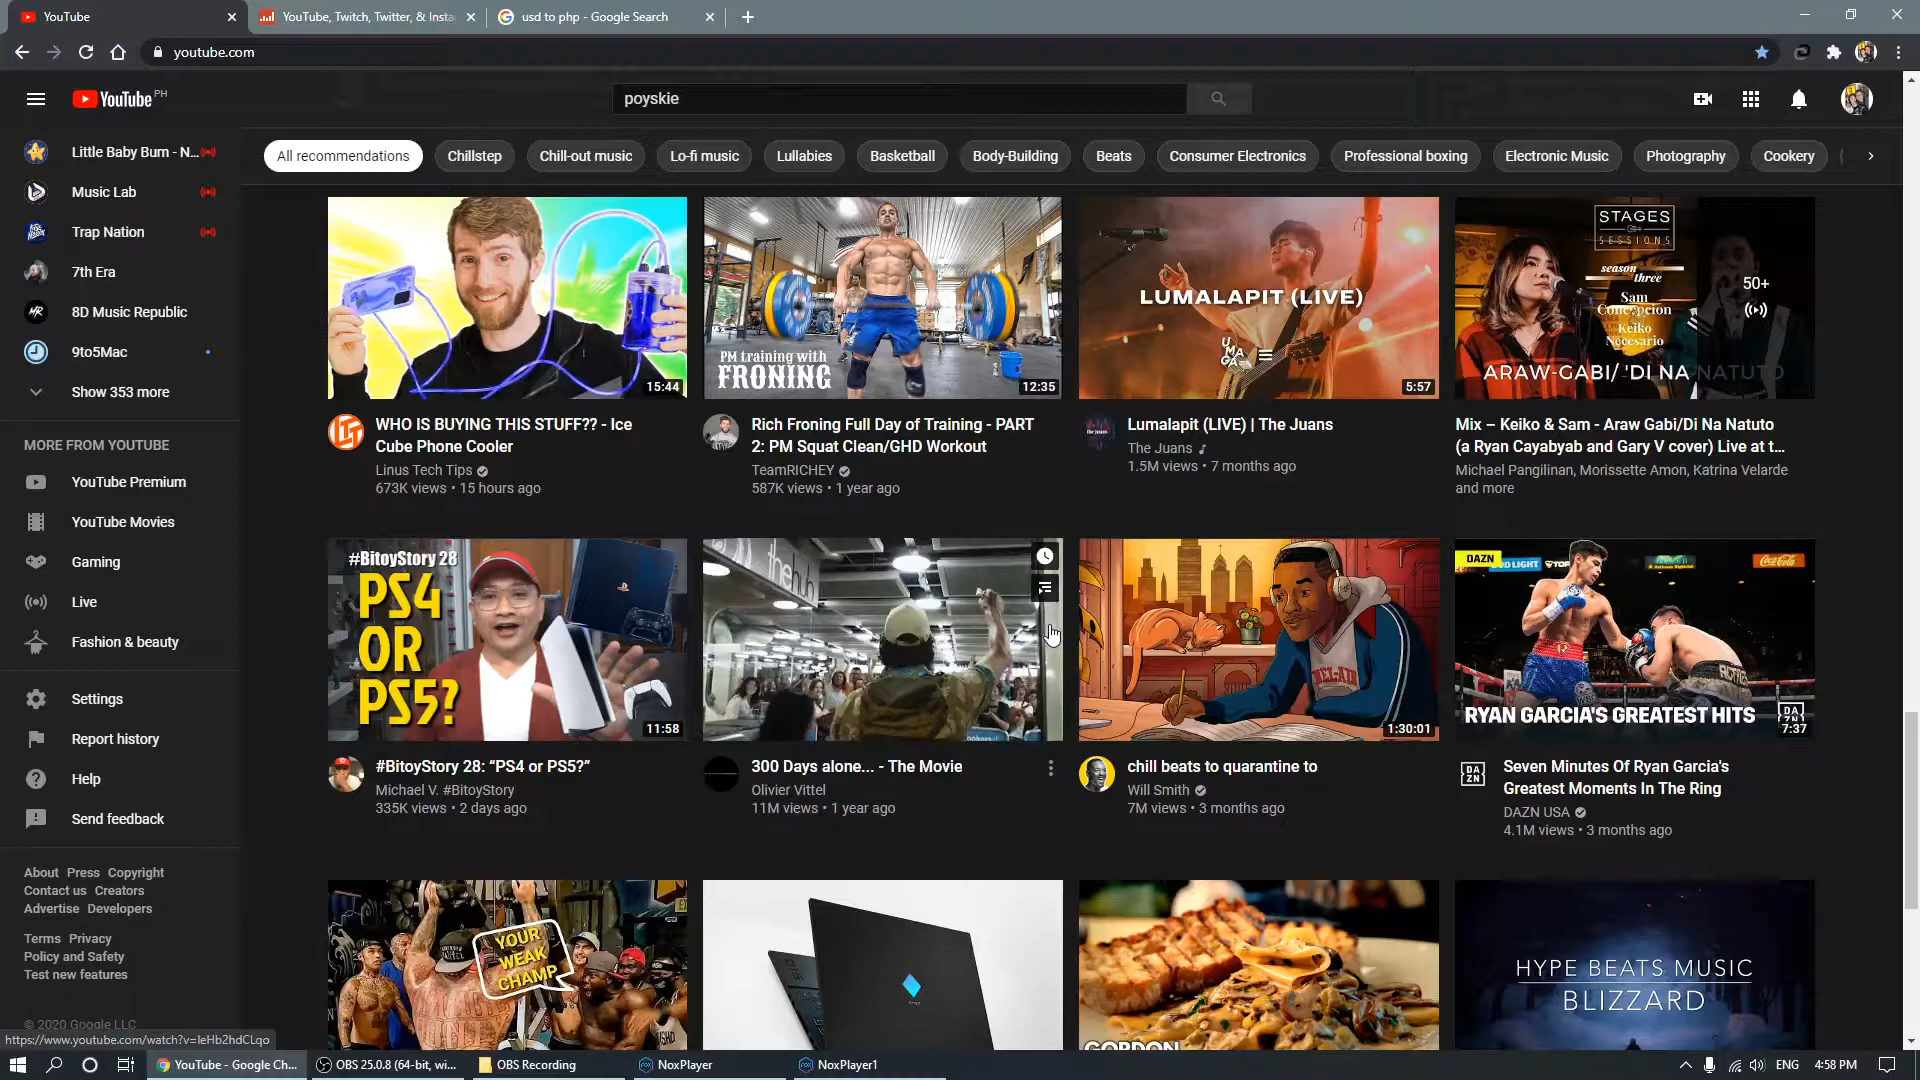 YouTube
YouTube, Twitch, Twitter, & Insta
usd to php - Google Search
youtube.com
YouTube PH
poyskie
Little Baby Bum - N...
Music Lab
Trap Nation
7th Era
8D Music Republic
9to5Mac
Show 353 more
MORE FROM YOUTUBE
YouTube Premium
YouTube Movies
Gaming
Live
Fashion & beauty
Settings
Report history
Help
Send feedback
About Press Copyright
Contact us Creators
Advertise Developers
Terms Privacy
Policy and Safety
Test new features
© 2020 Google LLC
https://www.youtube.com/watch?v=IeHb2hdCLqo
All recommendations
Chillstep
Chill-out music
Lo-fi music
Lullabies
Basketball
Body-Building
Beats
Consumer Electronics
Professional boxing
Electronic Music
Photography
Cookery
15:44
WHO IS BUYING THIS STUFF?? - Ice
Cube Phone Cooler
Linus Tech Tips
673K views • 15 hours ago
PM training with
FRONING
12:35
Rich Froning Full Day of Training - PART
2: PM Squat Clean/GHD Workout
TeamRICHEY
587K views • 1 year ago
LUMALAPIT (LIVE)
UMAGA
5:57
Lumalapit (LIVE) | The Juans
The Juans
1.5M views • 7 months ago
STAGES
SESSIONS
season
three
Sam
Concepcion
Keiko
Necesario
ARAW-GABI/ 'DI NA NATUTO
50+
Mix – Keiko & Sam - Araw Gabi/Di Na Natuto
(a Ryan Cayabyab and Gary V cover) Live at t...
Michael Pangilinan, Morissette Amon, Katrina Velarde
and more
#BitoyStory 28
PS4
OR
PS5?
11:58
#BitoyStory 28: “PS4 or PS5?”
Michael V. #BitoyStory
335K views • 2 days ago
300 Days alone... - The Movie
Olivier Vittel
11M views • 1 year ago
1:30:01
chill beats to quarantine to
Will Smith
7M views • 3 months ago
DAZN
Coca-Cola
RYAN GARCIA'S GREATEST HITS
DAZN
7:37
Seven Minutes Of Ryan Garcia's
Greatest Moments In The Ring
DAZN USA
4.1M views • 3 months ago
YOUR
WEAK
CHAMP
GORDON
HYPE BEATS MUSIC
BLIZZARD
YouTube - Google Ch...
OBS 25.0.8 (64-bit, wi...
OBS Recording
NoxPlayer
NoxPlayer1
ENG
4:58 PM